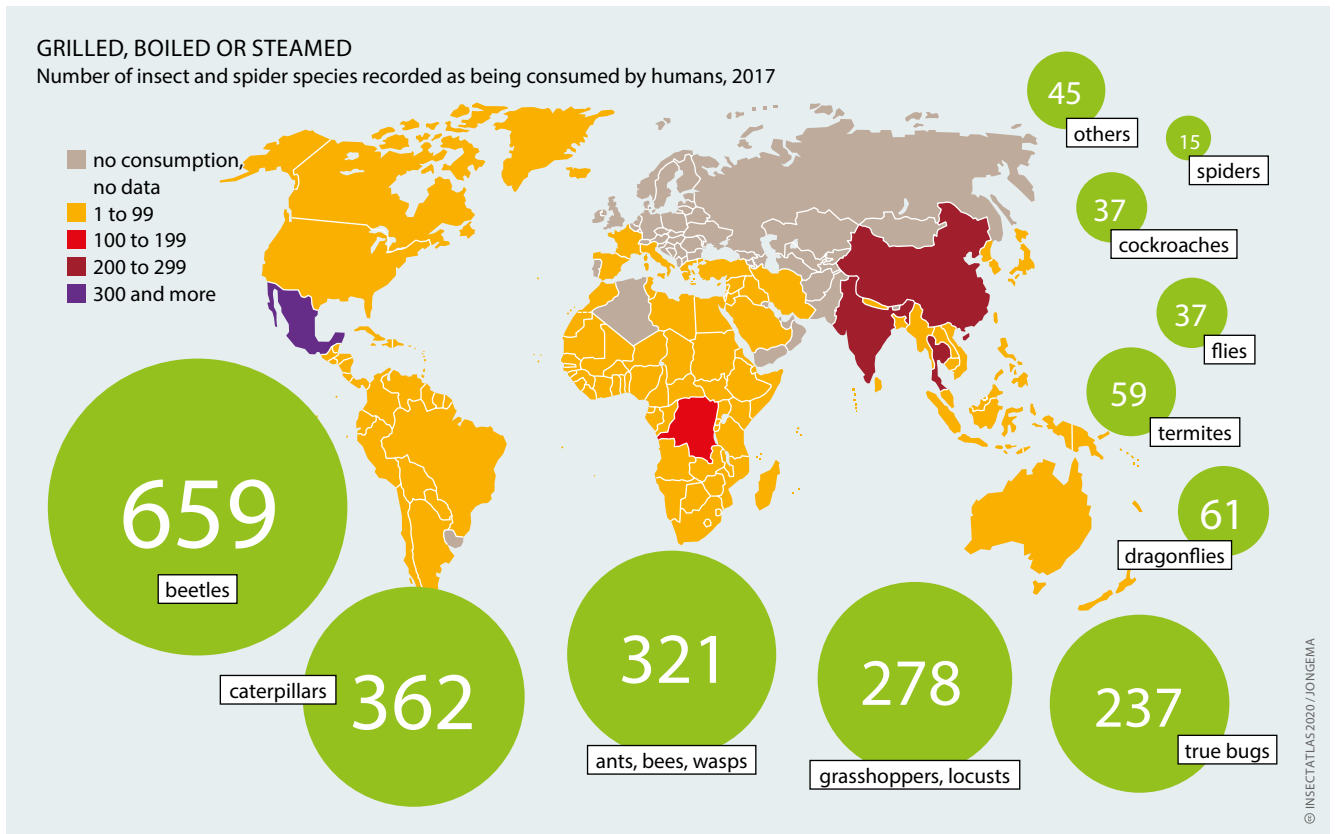 GRILLED, BOILED OR STEAMED
Number of insect and spider species recorded as being consumed by humans, 2017
no consumption,
no data
1 to 99
100 to 199
200 to 299
300 and more
45
others
15
spiders
37
cockroaches
37
flies
59
termites
61
dragonflies
659
beetles
362
caterpillars
321
ants, bees, wasps
278
grasshoppers, locusts
237
true bugs
cc INSECT ATLAS 2020 / JONGEMA